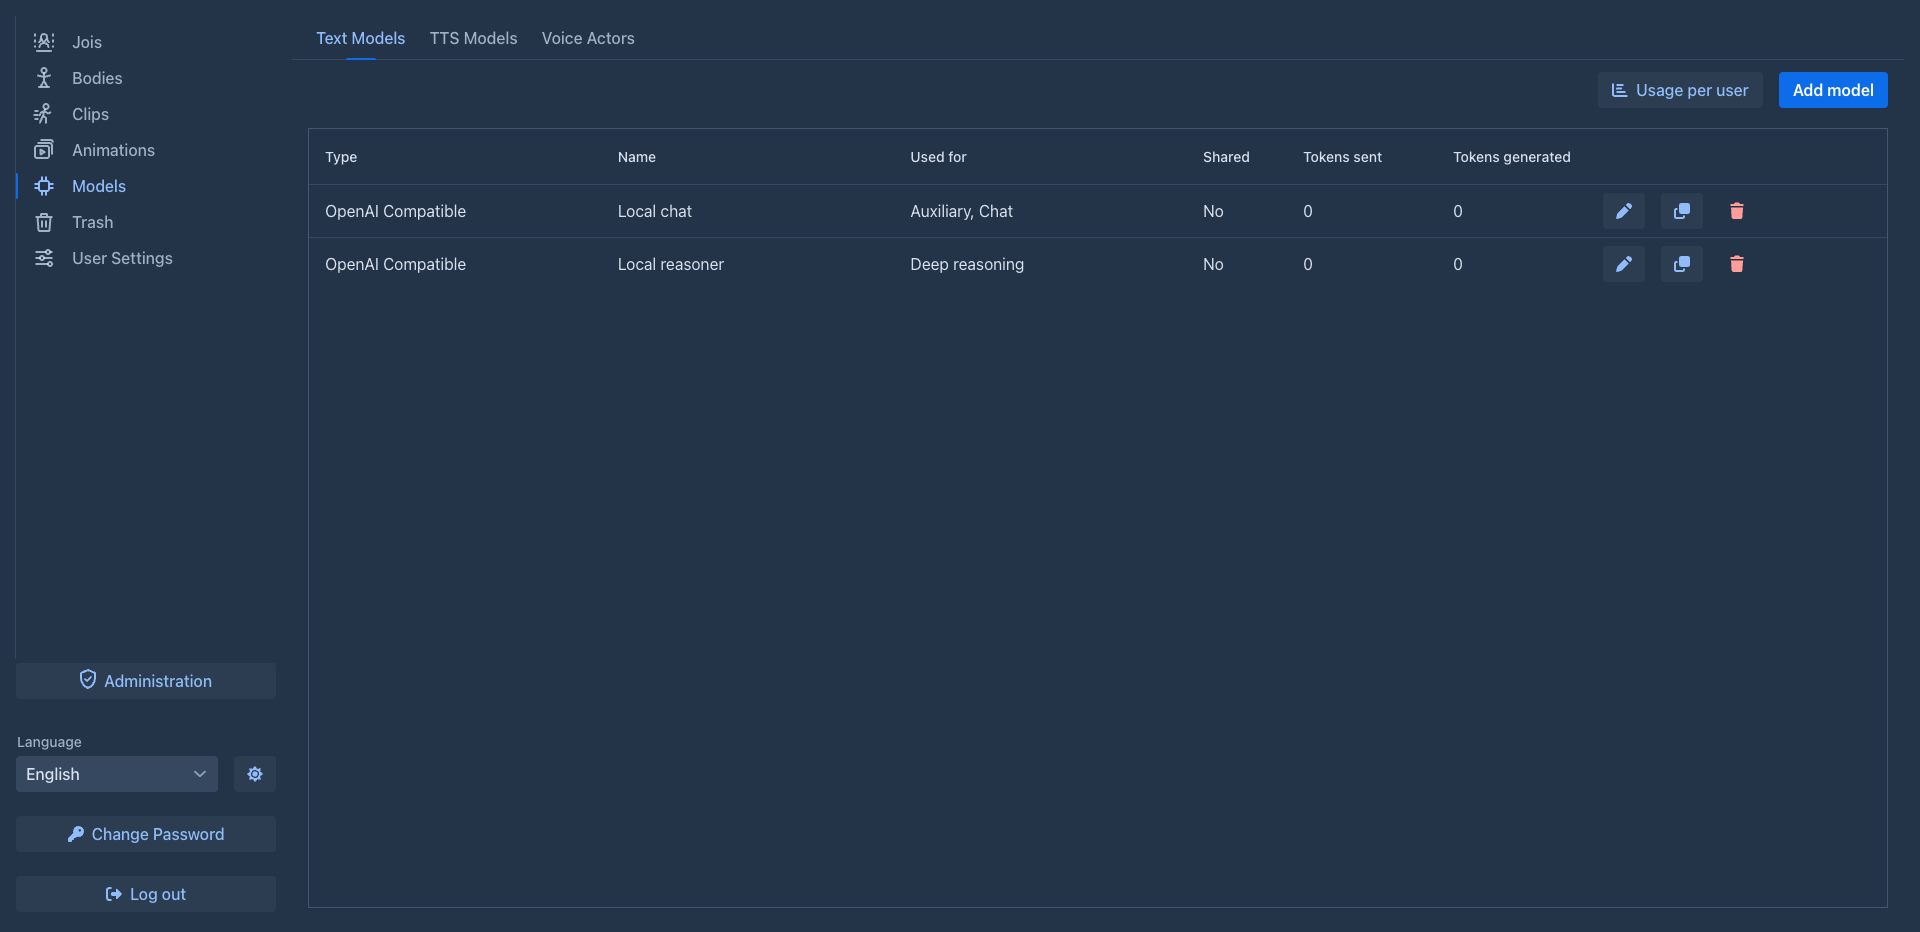 Jois
Bodies
Clips
Animations
Models
Trash
User Settings
Administration
Language
English
Change Password
Log out
Text Models TTS Models Voice Actors
Usage per user Add model
Type Name Used for Shared Tokens sent Tokens generated
OpenAI Compatible Local chat Auxiliary, Chat No 0 0
OpenAI Compatible Local reasoner Deep reasoning No 0 0